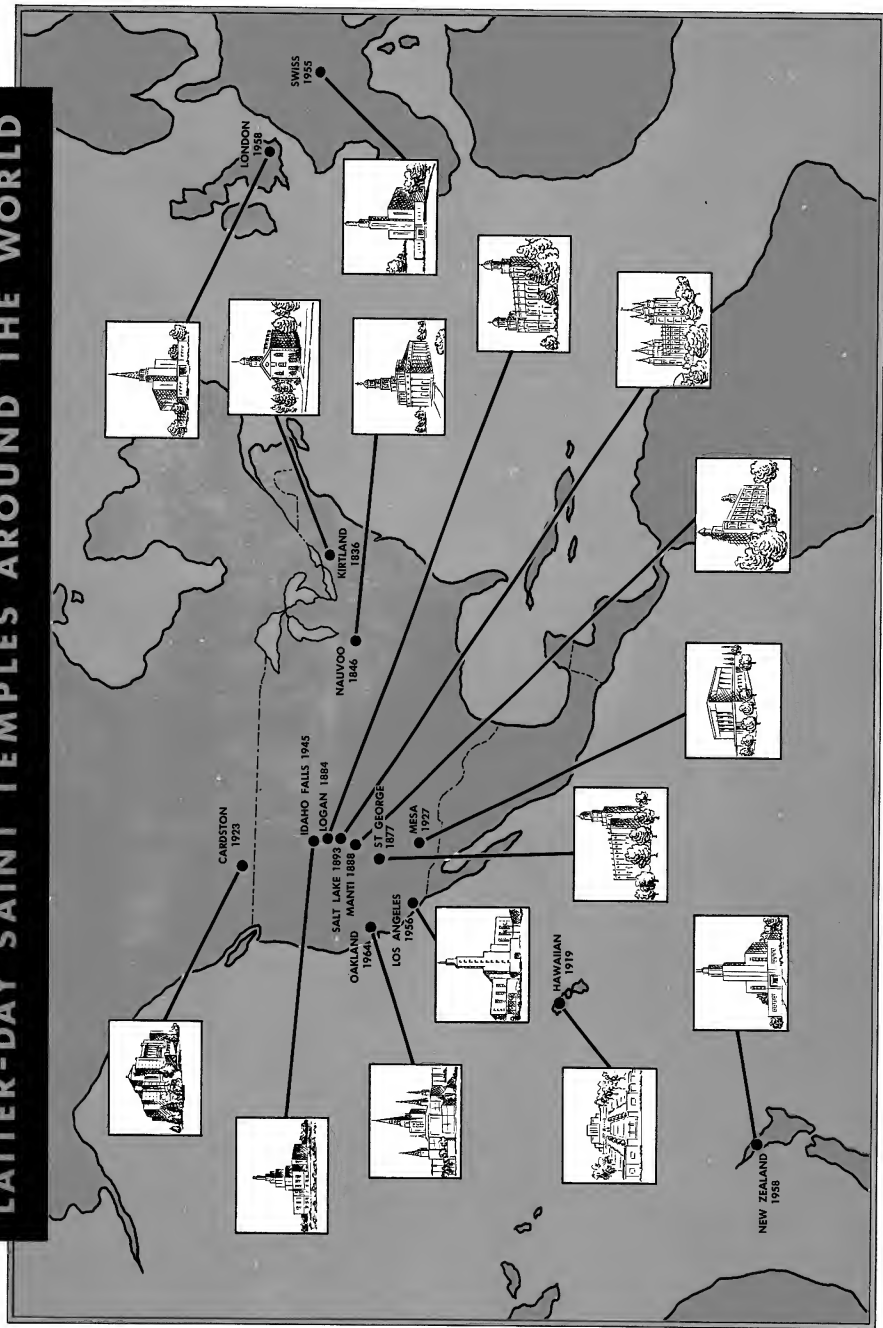 LATTER-DAY SAINT TEMPLES AROUND THE WORLD
CARDSTON
1923
IDAHO FALLS 1945
LOGAN 1884
SALT LAKE 1893
MANTI 1888
ST GEORGE
1877
MESA
1927
OAKLAND
1964
LOS ANGELES
1956
HAWAIIAN
1919
NEW ZEALAND
1958
NAUVOO
1846
KIRTLAND
1836
LONDON
1958
SWISS
1955